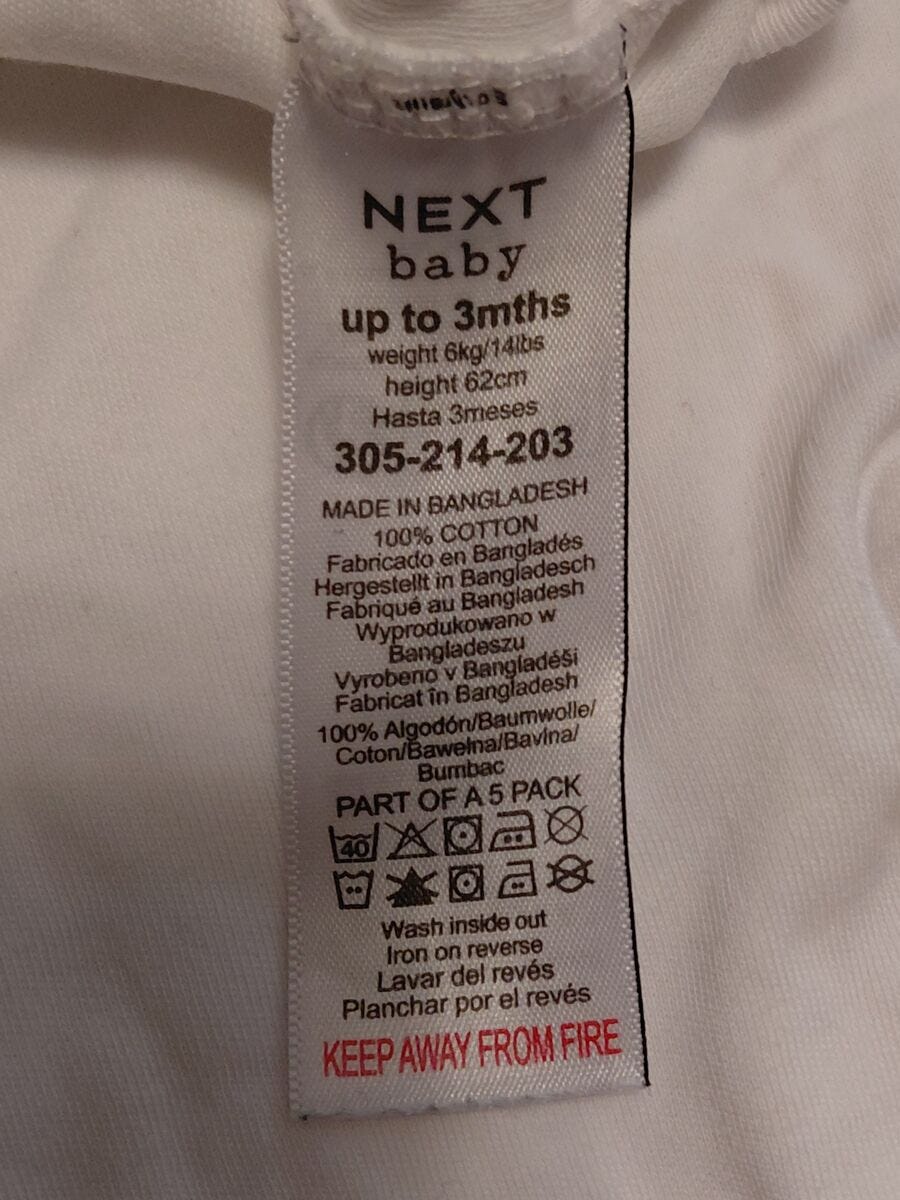 NEXT
baby
up to 3mths
weight 6kg/14lbs
height 62cm
Hasta 3meses
305-214-203
MADE IN BANGLADESH
100% COTTON
Fabricado en Bangladés
Hergestellt in Bangladesch
Fabriqué au Bangladesh
Wyprodukowano w
Bangladeszu
Vyrobeno v Bangladéši
Fabricat în Bangladesh
100% Algodón/Baumwolle/
Coton/Bawełna/Bavlna/
Bumbac
PART OF A 5 PACK
40
Wash inside out
Iron on reverse
Lavar del revés
Planchar por el revés
KEEP AWAY FROM FIRE